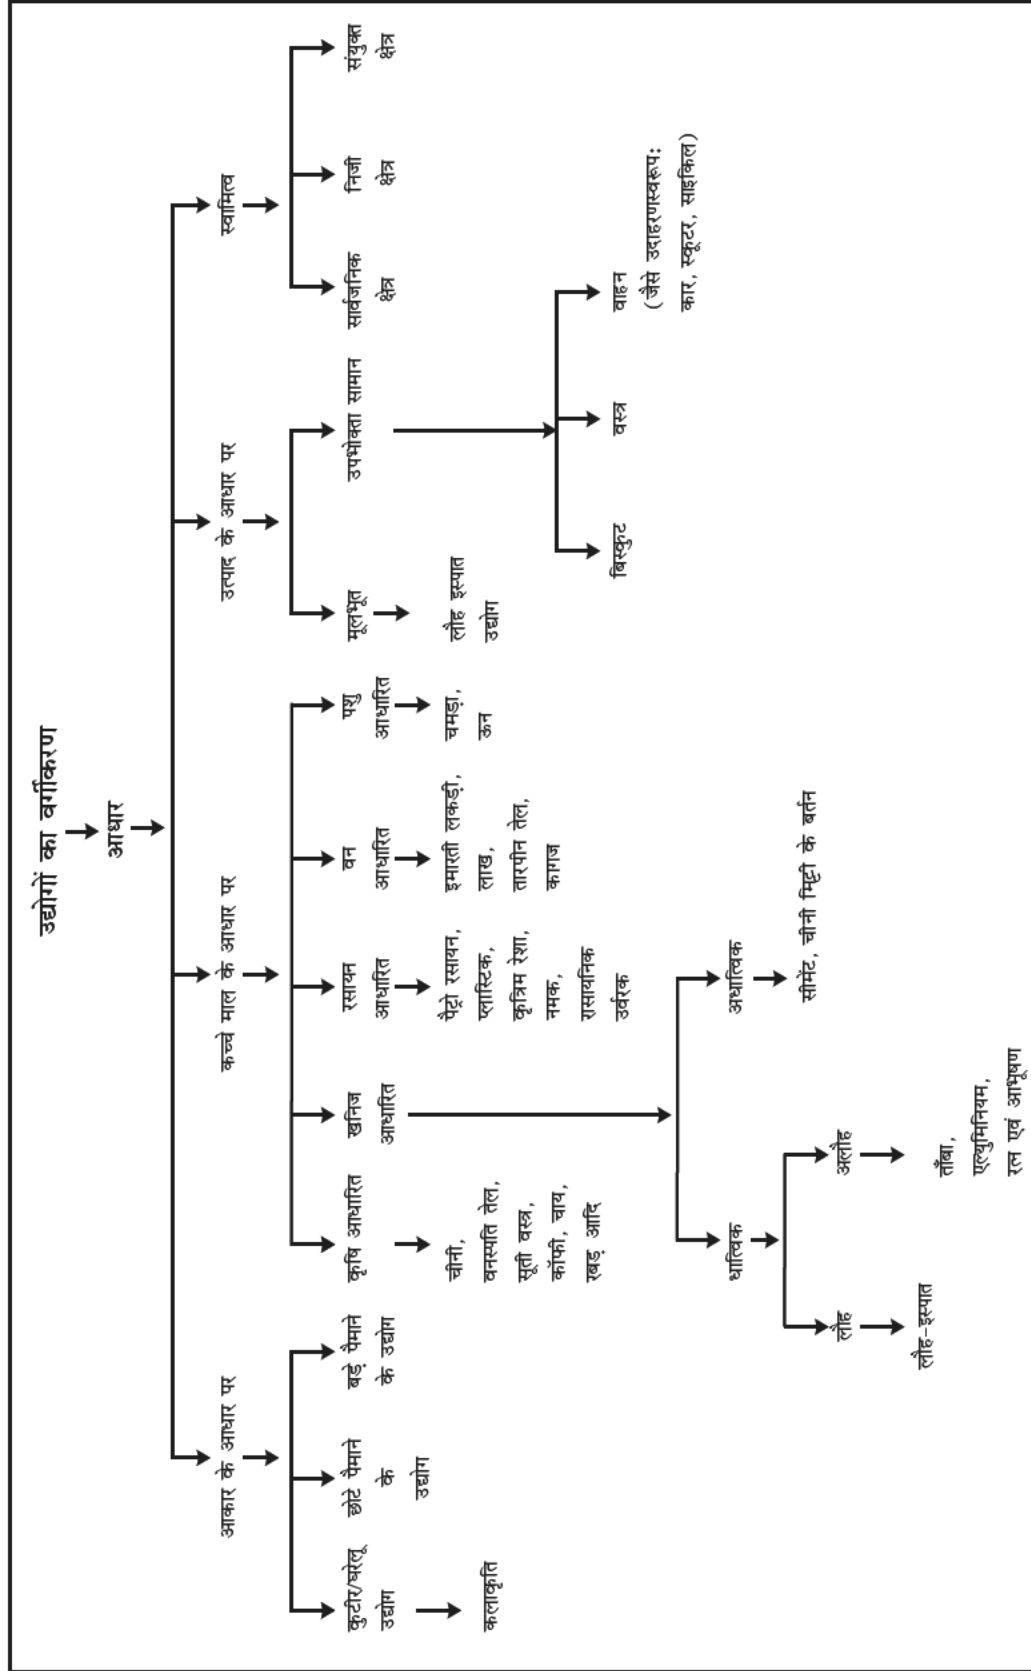 उद्योगों का वर्गीकरण
आधार
आकार के आधार पर
कच्चे माल के आधार पर
उत्पाद के आधार पर
स्वामित्व
कुटीर/घरेलू
उद्योग
छोटे पैमाने
के
उद्योग
बड़े पैमाने
के उद्योग
कृषि आधारित
खनिज
आधारित
रसायन
आधारित
वन
आधारित
पशु
आधारित
मूलभूत
उपभोक्ता सामान
सार्वजनिक
क्षेत्र
निजी
क्षेत्र
संयुक्त
क्षेत्र
कलाकृति
चीनी,
वनस्पति तेल,
सूती वस्त्र,
कॉफी, चाय,
रबड़ आदि
पैट्रो रसायन,
प्लास्टिक,
कृत्रिम रेशा,
नमक,
रासायनिक
उर्वरक
इमारती लकड़ी,
लाख,
तारपीन तेल,
कागज
चमड़ा,
ऊन
लौह इस्पात
उद्योग
बिस्कुट
वस्त्र
वाहन
(जैसे उदाहरणस्वरूप:
कार, स्कूटर, साइकिल)
धात्विक
अधात्विक
सीमेंट, चीनी मिट्टी के बर्तन
लौह
अलौह
लौह-इस्पात
ताँबा,
एल्युमिनियम,
रत्न एवं आभूषण